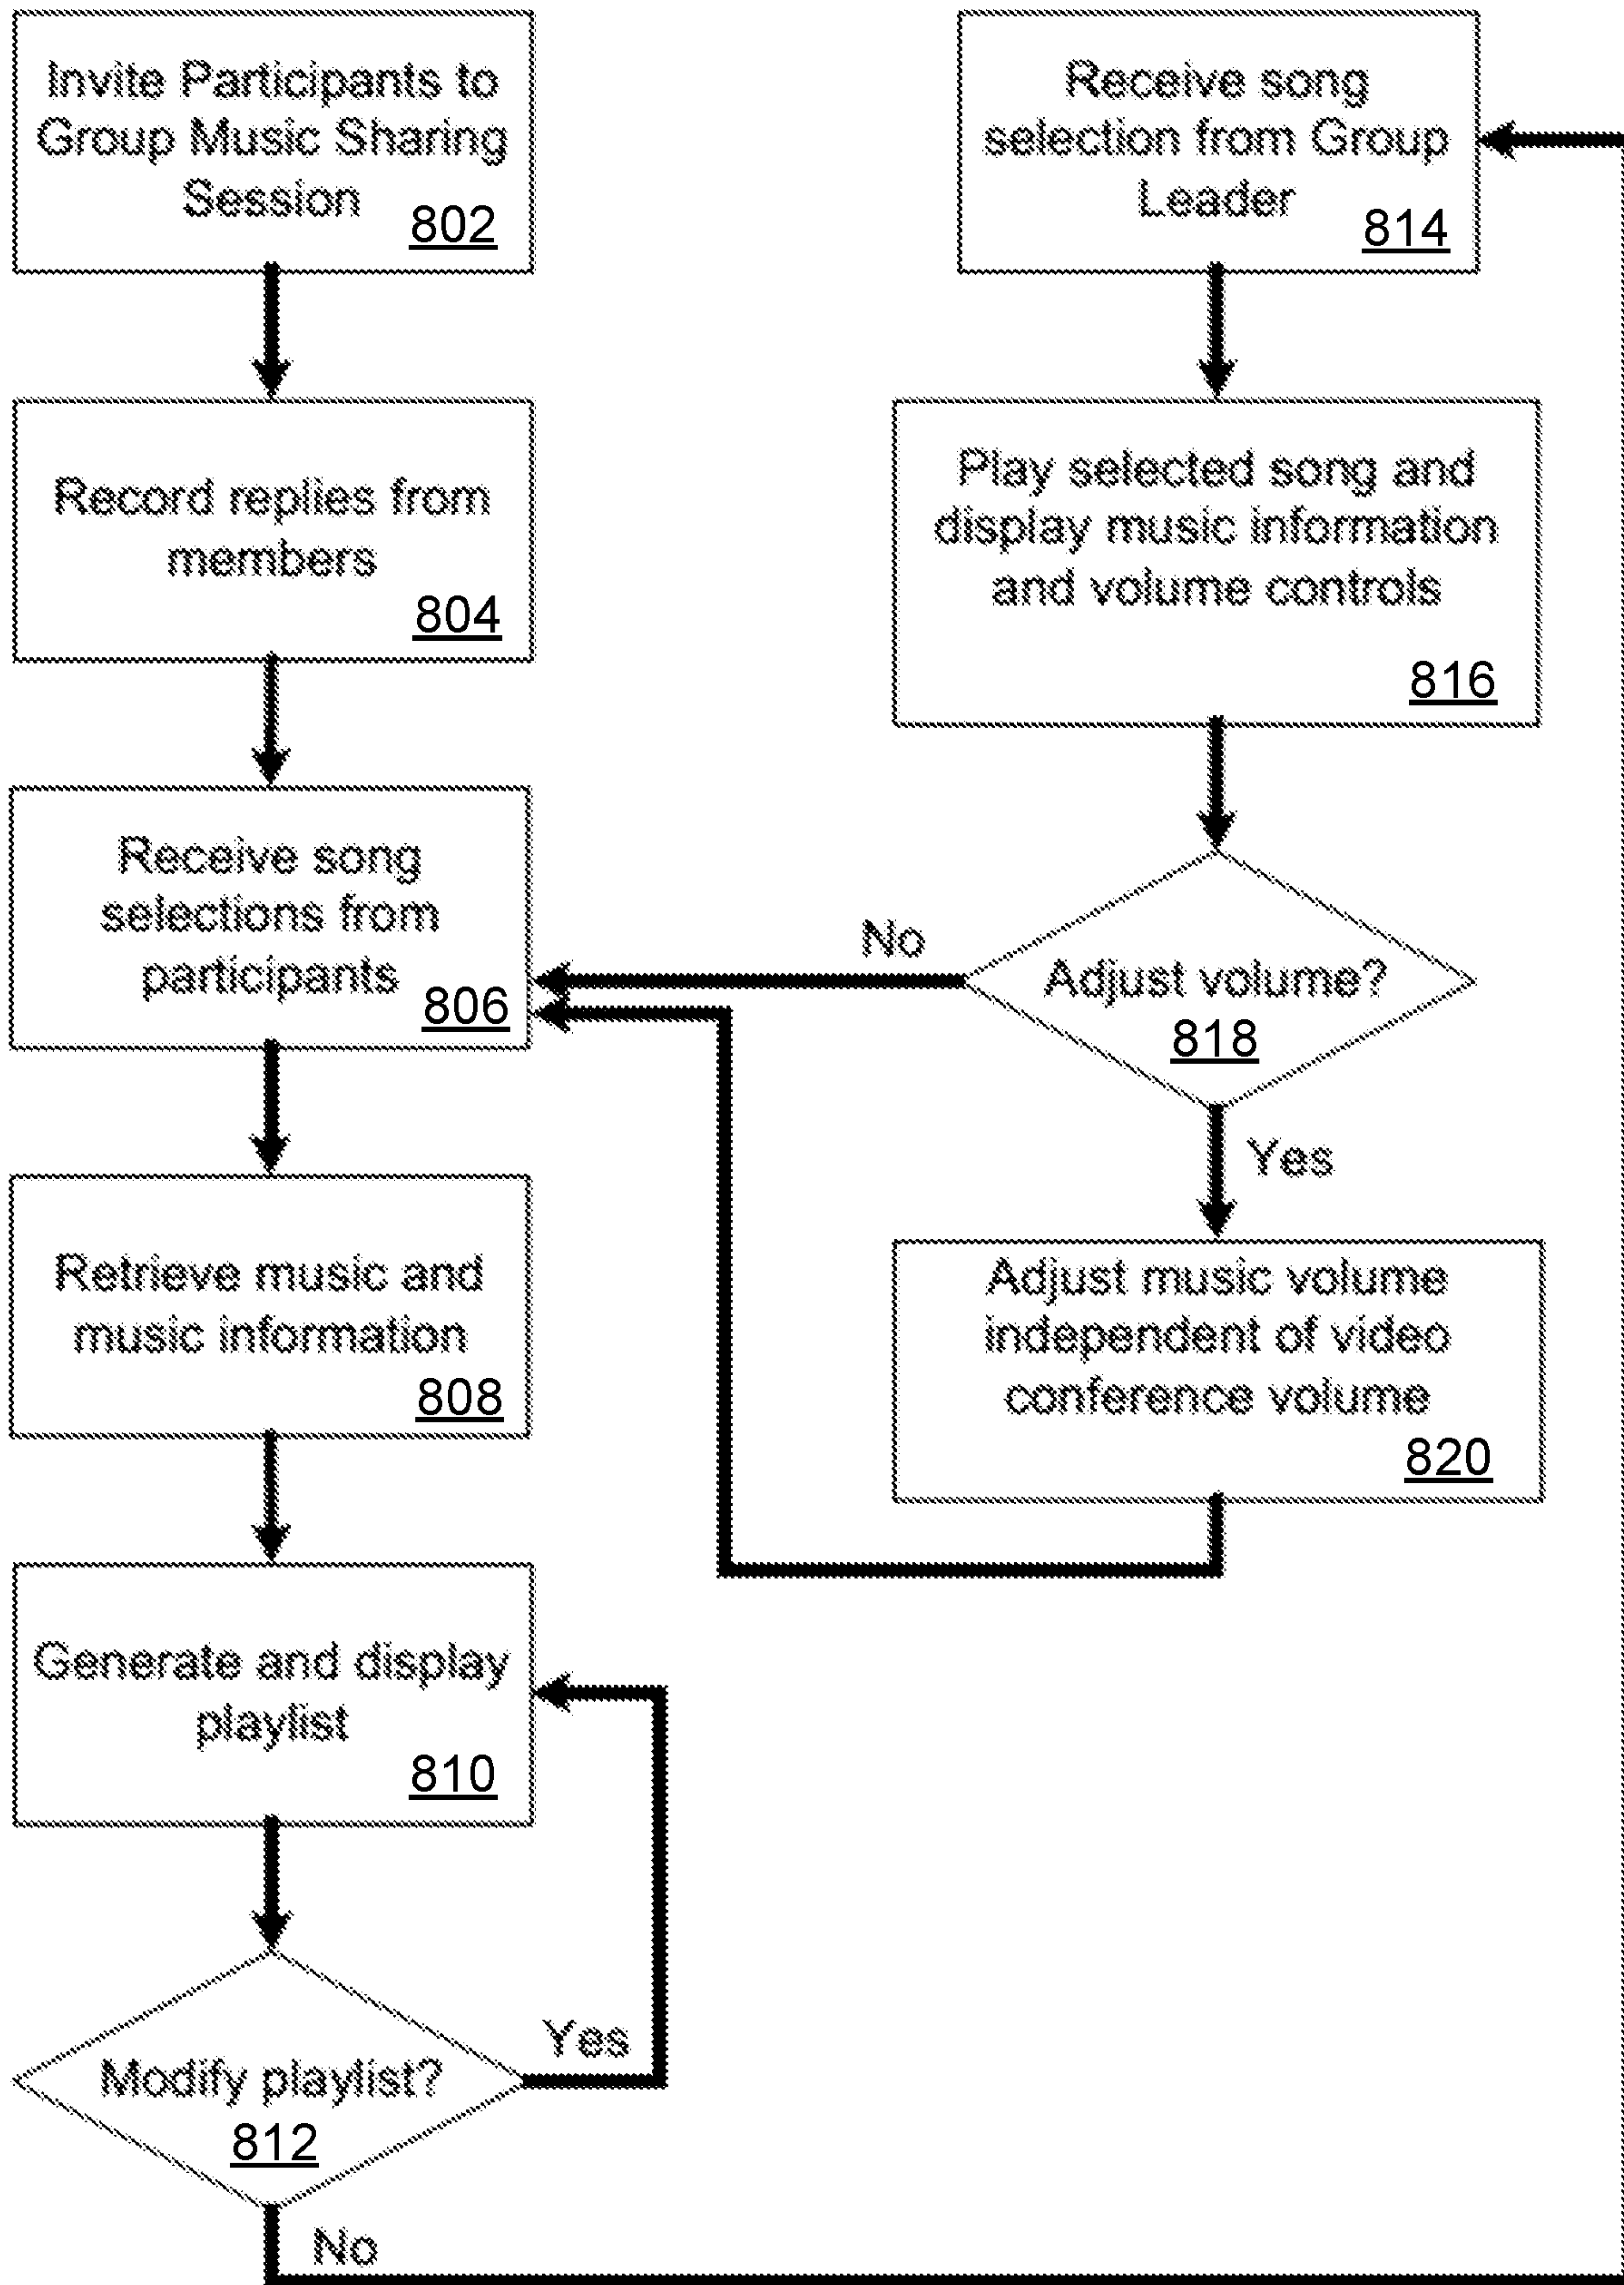 Invite Participants to
Group Music Sharing
Session
802
Record replies from
members
804
Receive song
selections from
participants
806
Retrieve music and
music information
808
Generate and display
playlist
810
Modify playlist?
812
Yes
No
Receive song
selection from Group
Leader
814
Play selected song and
display music information
and volume controls
816
Adjust volume?
818
No
Yes
Adjust music volume
independent of video
conference volume
820